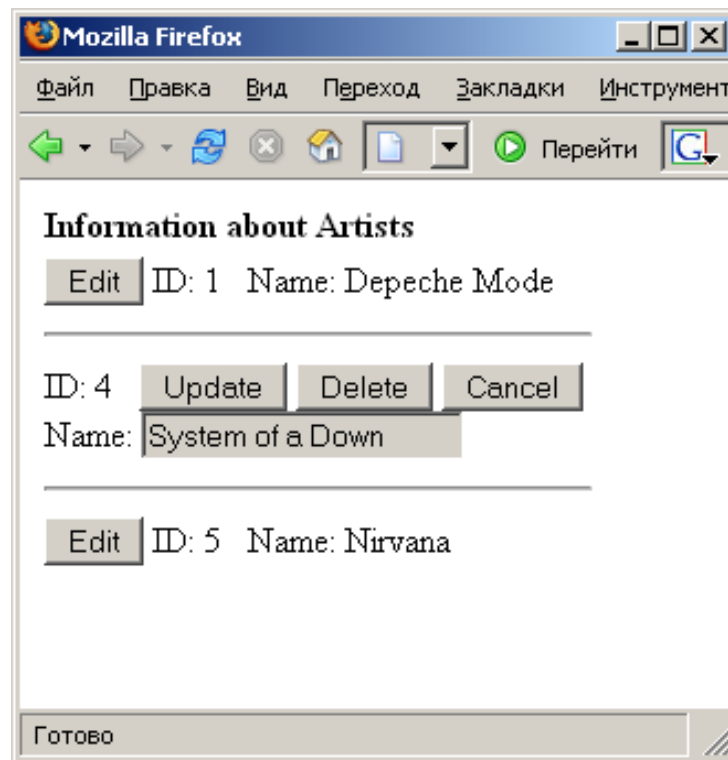 Mozilla Firefox
Файл Правка Вид Переход Закладки Инструмент
Перейти G
Information about Artists
Edit ID: 1 Name: Depeche Mode
ID: 4 Update Delete Cancel
Name: System of a Down
Edit ID: 5 Name: Nirvana
Готово